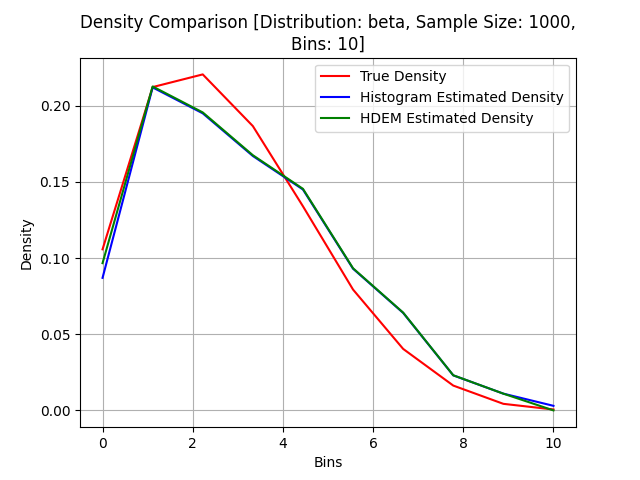 Density Comparison [Distribution: beta, Sample Size: 1000,
Bins: 10]
True Density
Histogram Estimated Density
HDEM Estimated Density
Density
0.20
0.15
0.10
0.05
0.00
0 2 4 6 8 10
Bins